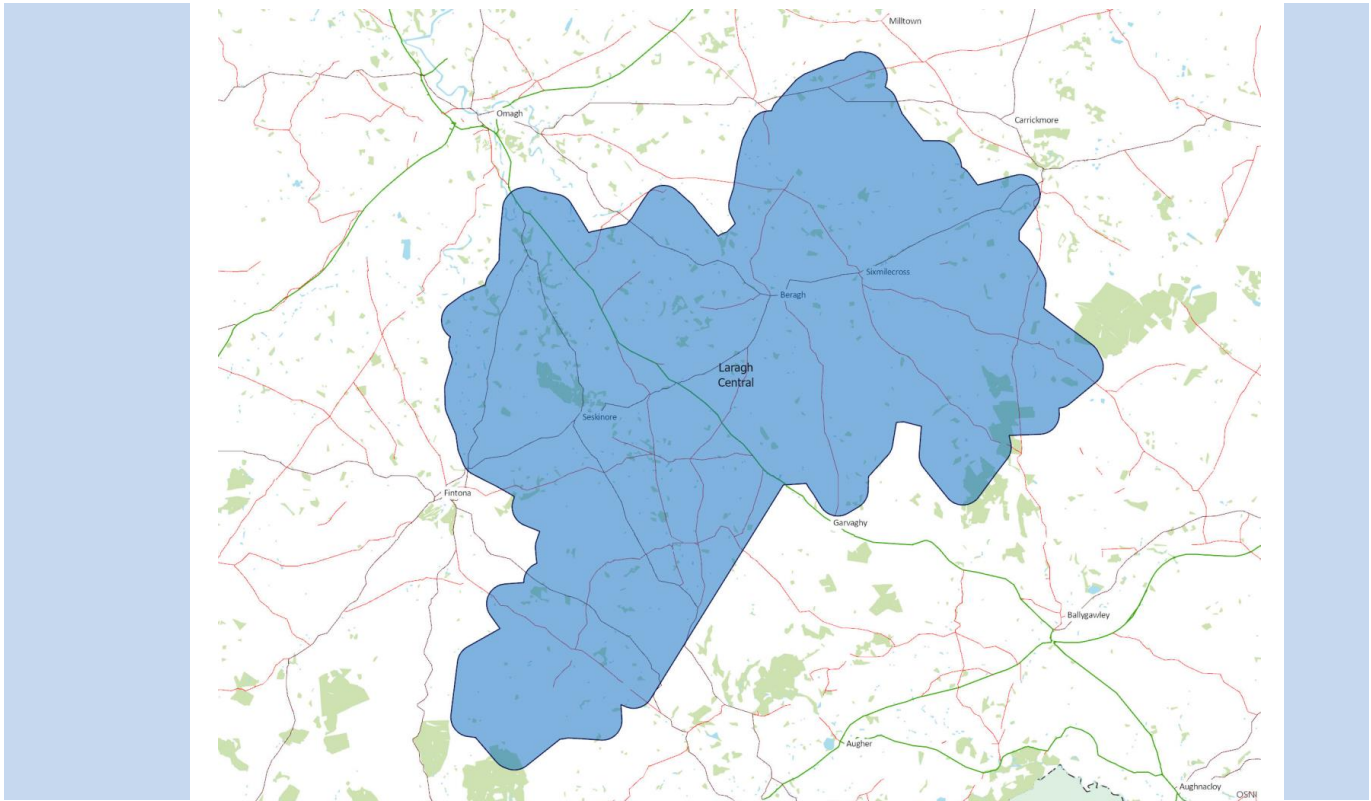 Milltown
Omagh
Carrickmore
Sixmilecross
Beragh
Laragh
Central
Seskinore
Fintona
Garvaghy
Ballygawley
Augher
Aughnacloy
OSNI